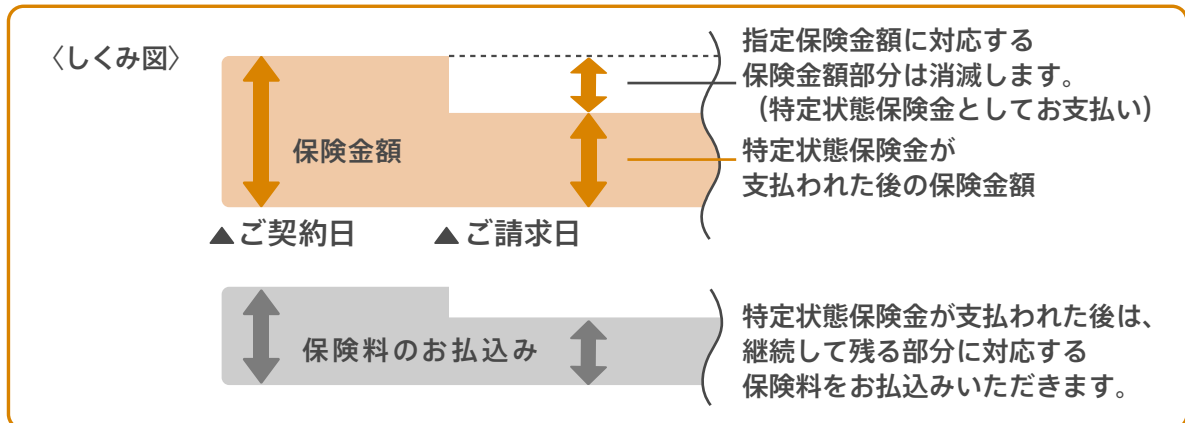 〈しくみ図〉
指定保険金額に対応する
保険金額部分は消滅します。
（特定状態保険金としてお支払い）
保険金額
特定状態保険金が
支払われた後の保険金額
▲ご契約日
▲ご請求日
保険料のお払込み
特定状態保険金が支払われた後は、
継続して残る部分に対応する
保険料をお払込みいただきます。